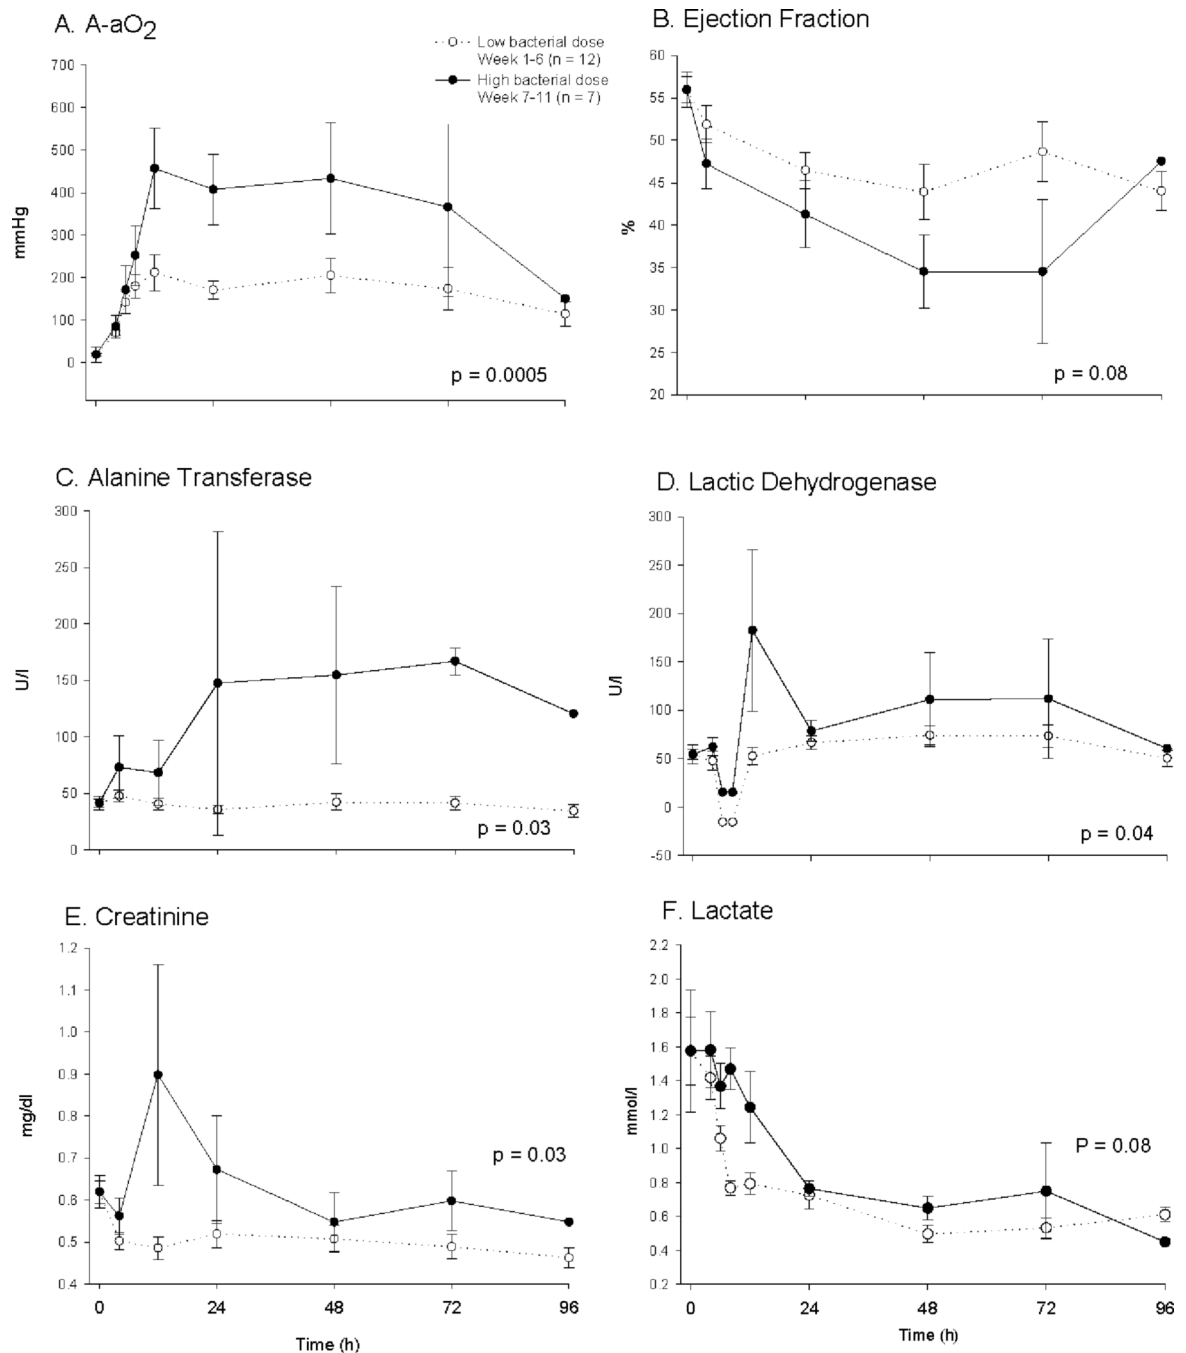 A. A-aO2
Low bacterial dose
Week 1-6 (n = 12)
High bacterial dose
Week 7-11 (n = 7)
700
600
500
400
300
200
100
0
mmHg
p = 0.0005
B. Ejection Fraction
60
55
50
45
40
35
30
25
20
%
p = 0.08
C. Alanine Transferase
300
250
200
150
100
50
0
U/l
p = 0.03
D. Lactic Dehydrogenase
300
250
200
150
100
50
0
-50
U/l
p = 0.04
E. Creatinine
1.2
1.1
1.0
0.9
0.8
0.7
0.6
0.5
0.4
mg/dl
p = 0.03
0 24 48 72 96
Time (h)
F. Lactate
2.2
2.0
1.8
1.6
1.4
1.2
1.0
0.8
0.6
0.4
0.2
mmol/l
P = 0.08
0 24 48 72 96
Time (h)